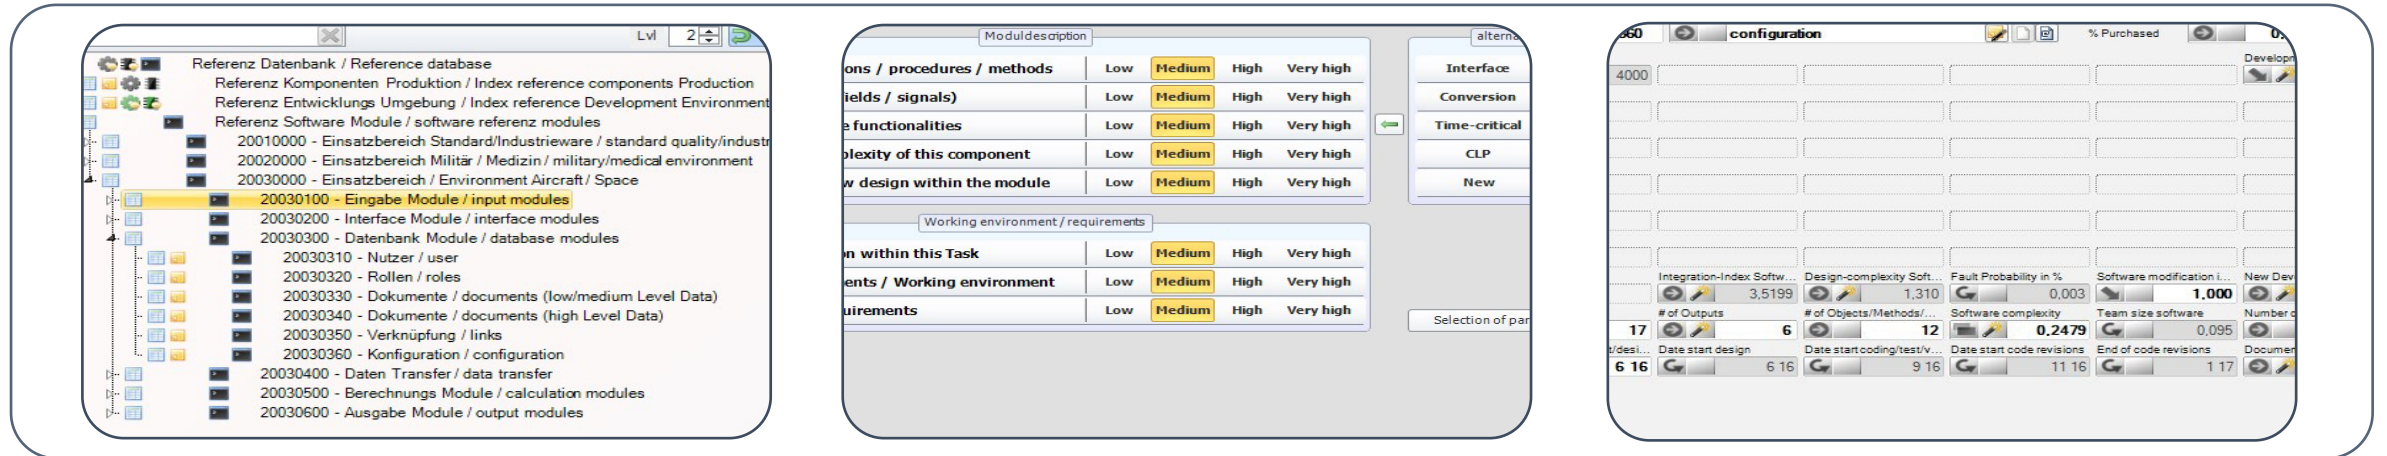 Lvl 2
Referenz Datenbank / Reference database
Referenz Komponenten Produktion / Index reference components Production
Referenz Entwicklungs Umgebung / Index reference Development Environment
Referenz Software Module / software referenz modules
20010000 - Einsatzbereich Standard/Industrieware / standard quality/industr
20020000 - Einsatzbereich Militär / Medizin / military/medical environment
20030000 - Einsatzbereich / Environment Aircraft / Space
20030100 - Eingabe Module / input modules
20030200 - Interface Module / interface modules
20030300 - Datenbank Module / database modules
20030310 - Nutzer / user
20030320 - Rollen / roles
20030330 - Dokumente / documents (low/medium Level Data)
20030340 - Dokumente / documents (high Level Data)
20030350 - Verknüpfung / links
20030360 - Konfiguration / configuration
20030400 - Daten Transfer / data transfer
20030500 - Berechnungs Module / calculation modules
20030600 - Ausgabe Module / output modules
Moduldescription
ons / procedures / methods Low Medium High Very high
ields / signals) Low Medium High Very high
e functionalities Low Medium High Very high
plexity of this component Low Medium High Very high
w design within the module Low Medium High Very high
alterna
Interface
Conversion
Time-critical
CLP
New
Working environment / requirements
n within this Task Low Medium High Very high
ents / Working environment Low Medium High Very high
uirements Low Medium High Very high
Selection of par
360 configuration % Purchased 0,
Developm
4000
Integration-Index Softw... Design-complexity Soft... Fault Probability in % Software modification i... New Dev
3,5199 1,310 0,003 1,000
# of Outputs # of Objects/Methods/... Software complexity Team size software Number o
17 6 12 0,2479 0,095
t/desi... Date start design Date start coding/test/v... Date start code revisions End of code revisions Documen
6 16 6 16 9 16 11 16 1 17